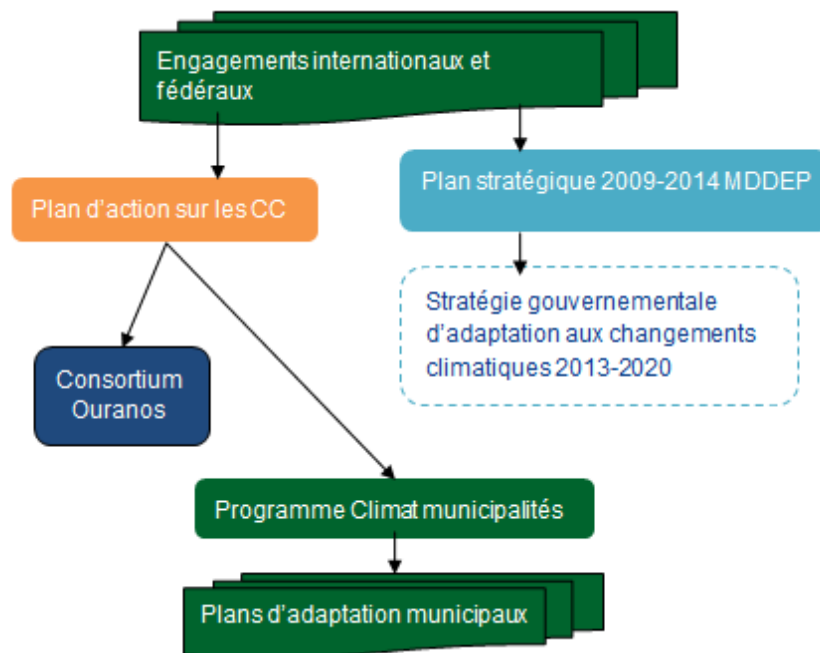 Engagements internationaux et
fédéraux
Plan d'action sur les CC
Plan stratégique 2009-2014 MDDEP
Stratégie gouvernementale
d'adaptation aux changements
climatiques 2013-2020
Consortium
Ouranos
Programme Climat municipalités
Plans d'adaptation municipaux